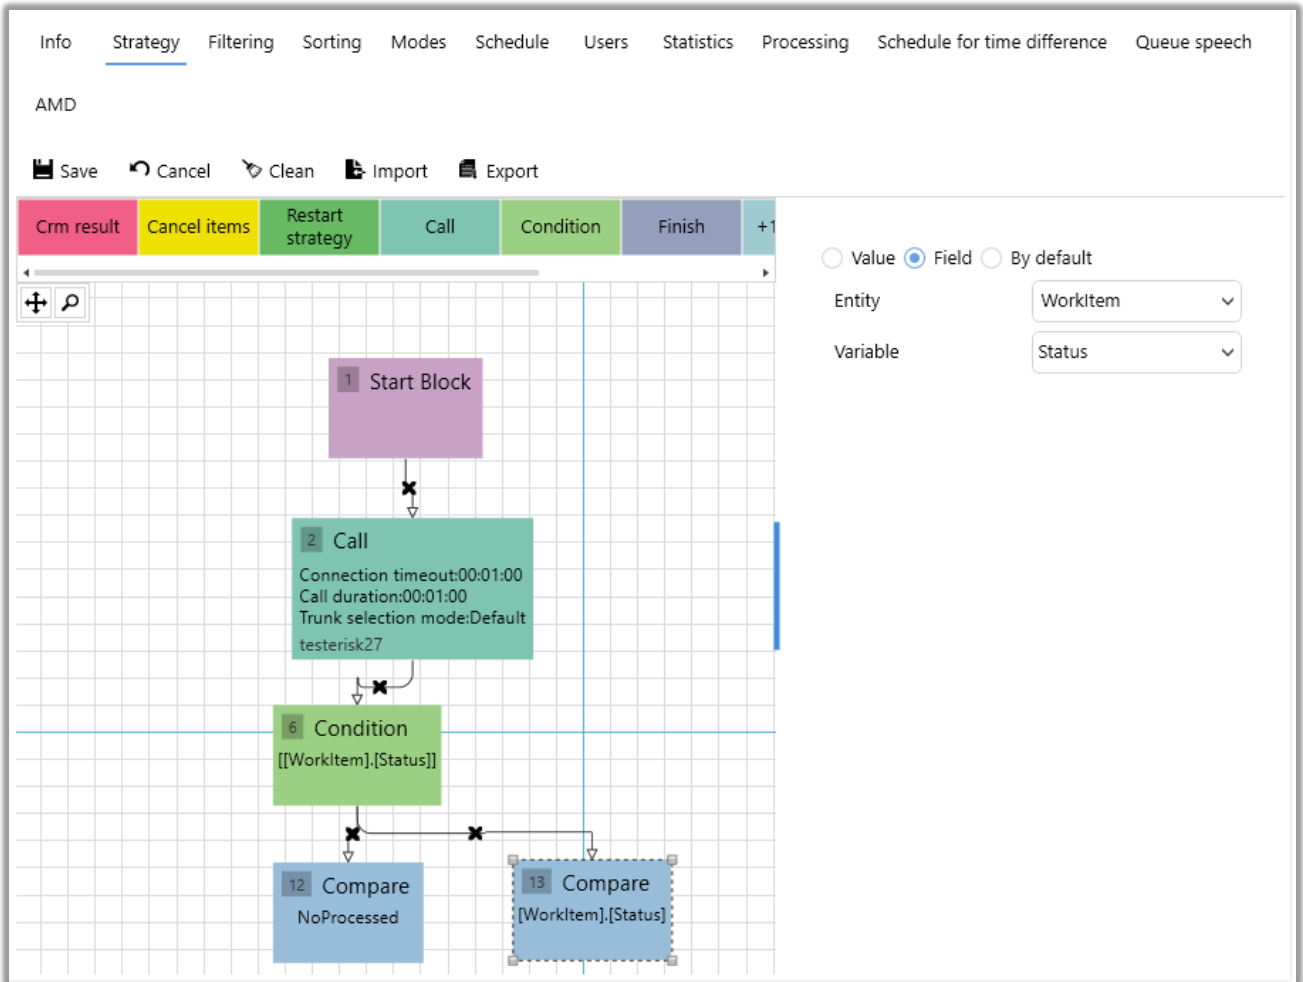 Info Strategy Filtering Sorting Modes Schedule Users Statistics Processing Schedule for time difference Queue speech
AMD
Save Cancel Clean Import Export
Crm result Cancel items Restart strategy Call Condition Finish +1
Value Field By default
Entity WorkItem
Variable Status
1 Start Block
2 Call
Connection timeout:00:01:00
Call duration:00:01:00
Trunk selection mode:Default
testerisk27
6 Condition
[[WorkItem].[Status]]
12 Compare
NoProcessed
13 Compare
[WorkItem].[Status]